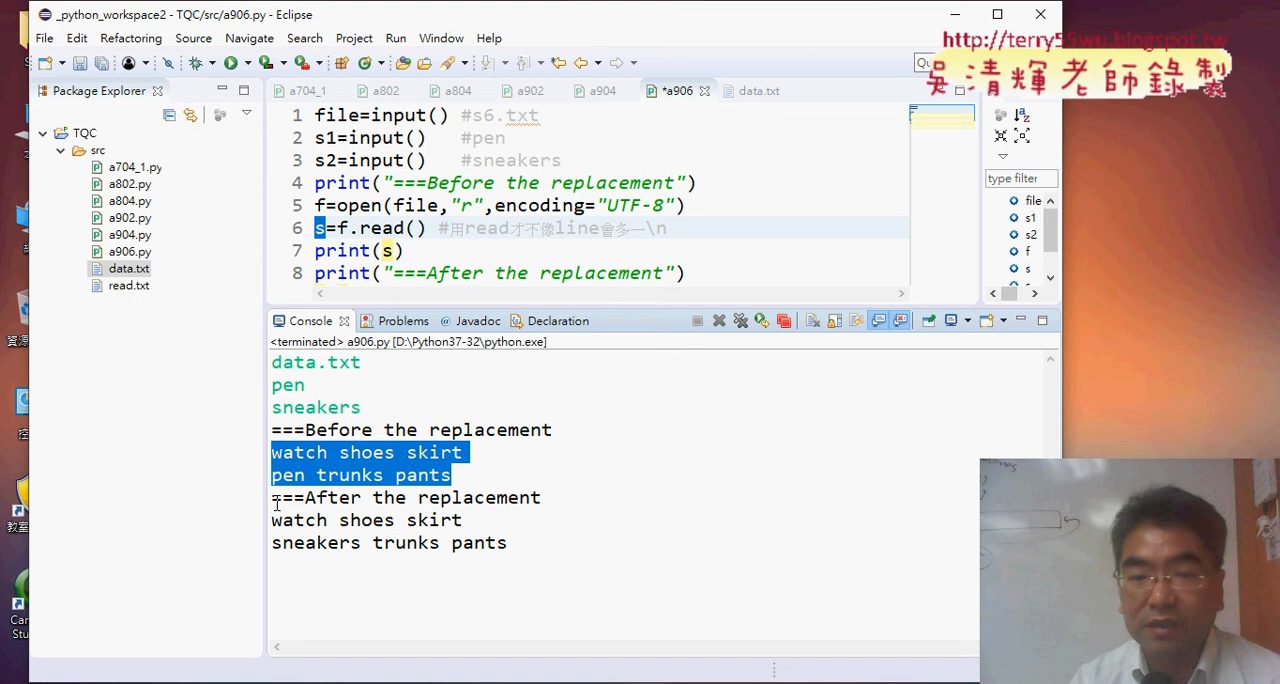 _python_workspace2 - TQC/src/a906.py - Eclipse
http://terry55wu.blogspot.tw
吳清輝老師錄製
File Edit Refactoring Source Navigate Search Project Run Window Help
Package Explorer
a704_1 a802 a804 a902 a904 *a906 data.txt
TQC
src
a704_1.py
a802.py
a804.py
a902.py
a904.py
a906.py
data.txt
read.txt
1 file=input() #s6.txt
2 s1=input() #pen
3 s2=input() #sneakers
4 print("===Before the replacement")
5 f=open(file,"r",encoding="UTF-8")
6 s=f.read() #用read才不像line會多一\n
7 print(s)
8 print("===After the replacement")
type filter
file
s1
s2
f
s
Console Problems @ Javadoc Declaration
<terminated> a906.py [D:\Python37-32\python.exe]
data.txt
pen
sneakers
===Before the replacement
watch shoes skirt
pen trunks pants
===After the replacement
watch shoes skirt
sneakers trunks pants